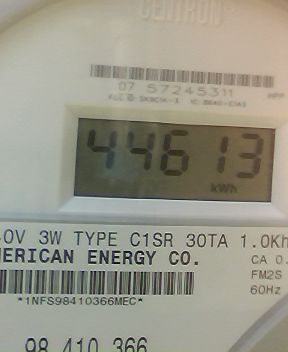 CENTRON®
07 57245311
44613
kWh
.0V 3W TYPE C1SR 30TA 1.0Kh
ERICAN ENERGY CO.
CA 0.
FM2S
60Hz
*1NFS98410366MEC*
98 410 366